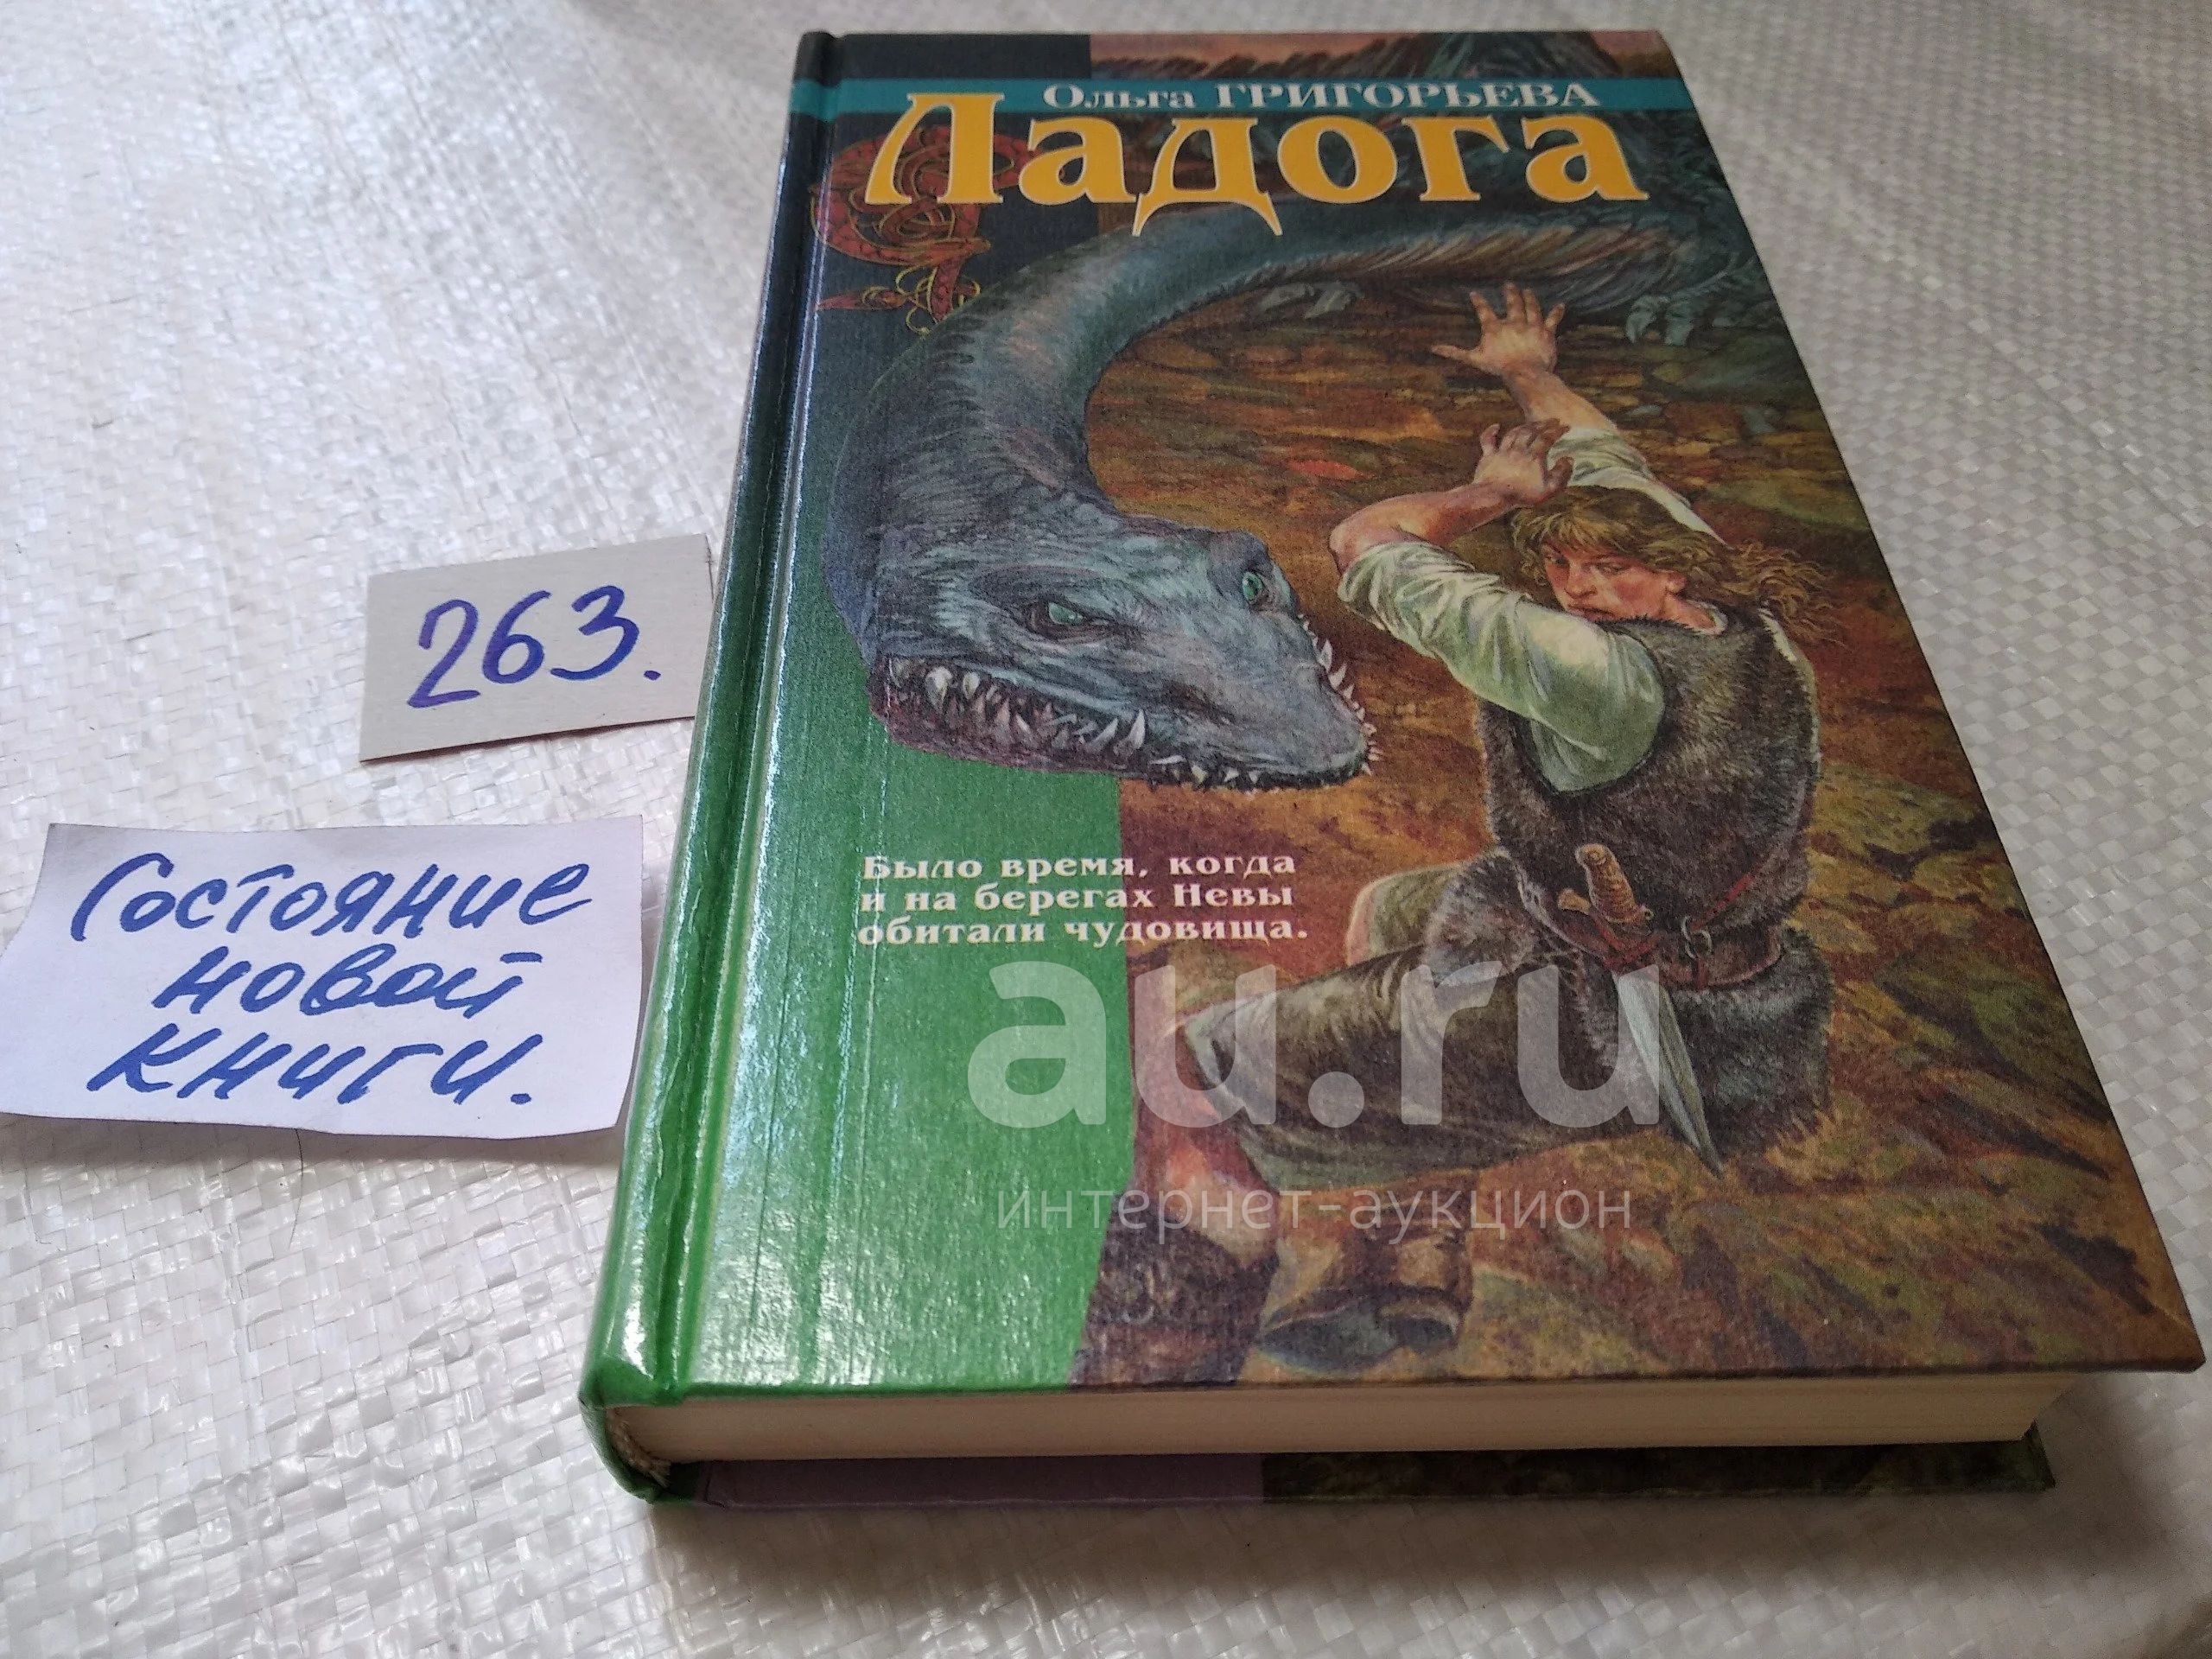 Ольга ГРИГОРЬЕВА
Ладога
263.
Состояние
новой
книги.
Было время, когда
и на берегах Невы
обитали чудовища.
au.ru
интернет-аукцион